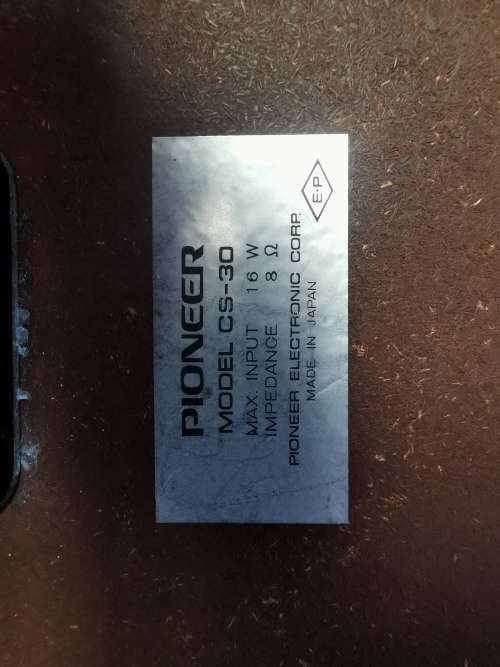 PIONEER
MODEL CS-30
MAX. INPUT 16 W
IMPEDANCE 8 Ω
PIONEER ELECTRONIC CORP.
MADE IN JAPAN
E·P